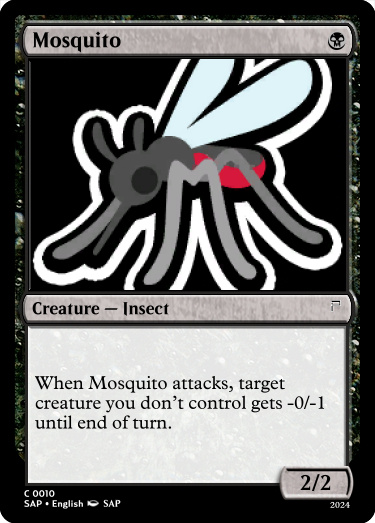 Mosquito
Creature — Insect
When Mosquito attacks, target
creature you don't control gets -0/-1
until end of turn.
2/2
C 0010
SAP • English SAP
2024